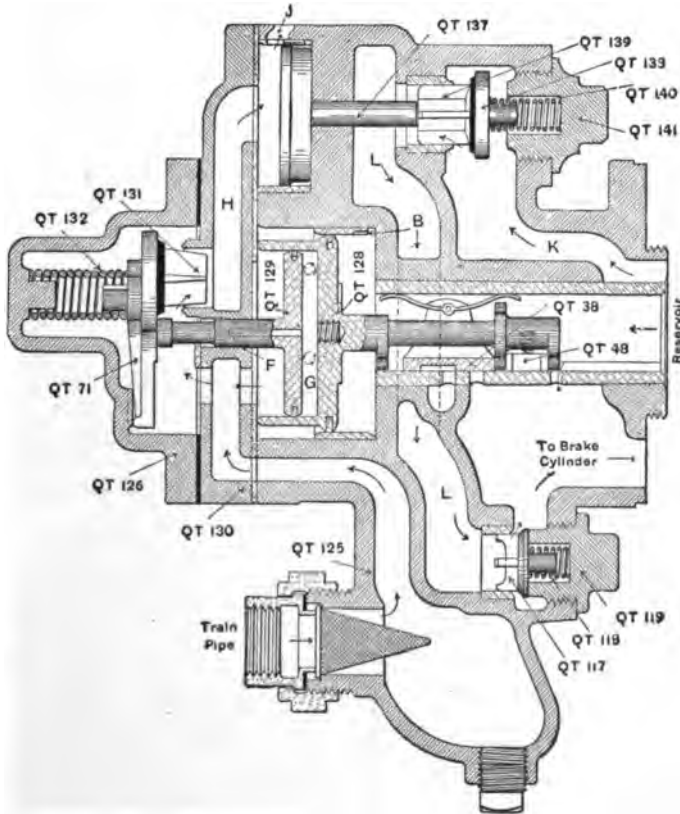 J
QT 137
QT 139
QT 133
QT 140
QT 141
QT 131
QT 132
L
H
B
K
QT 129
QT 128
QT 38
QT 48
Reservoir
F
G
QT 71
To Brake
Cylinder
QT 126
QT 130
L
QT 125
Train
Pipe
QT 119
QT 118
QT 117